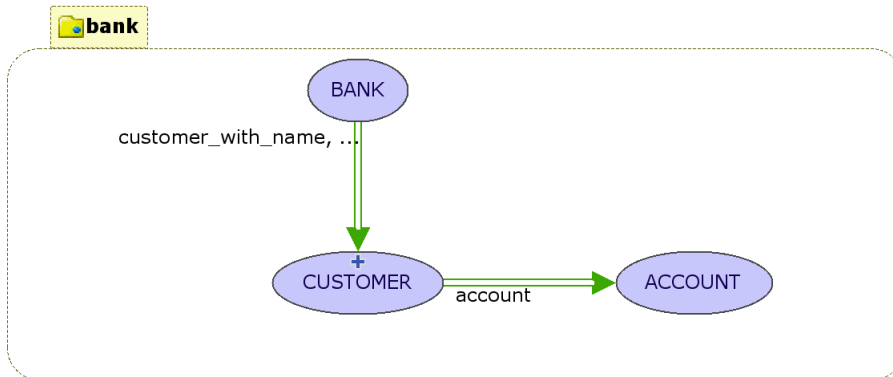 bank
BANK
customer_with_name, ...
CUSTOMER
account
ACCOUNT